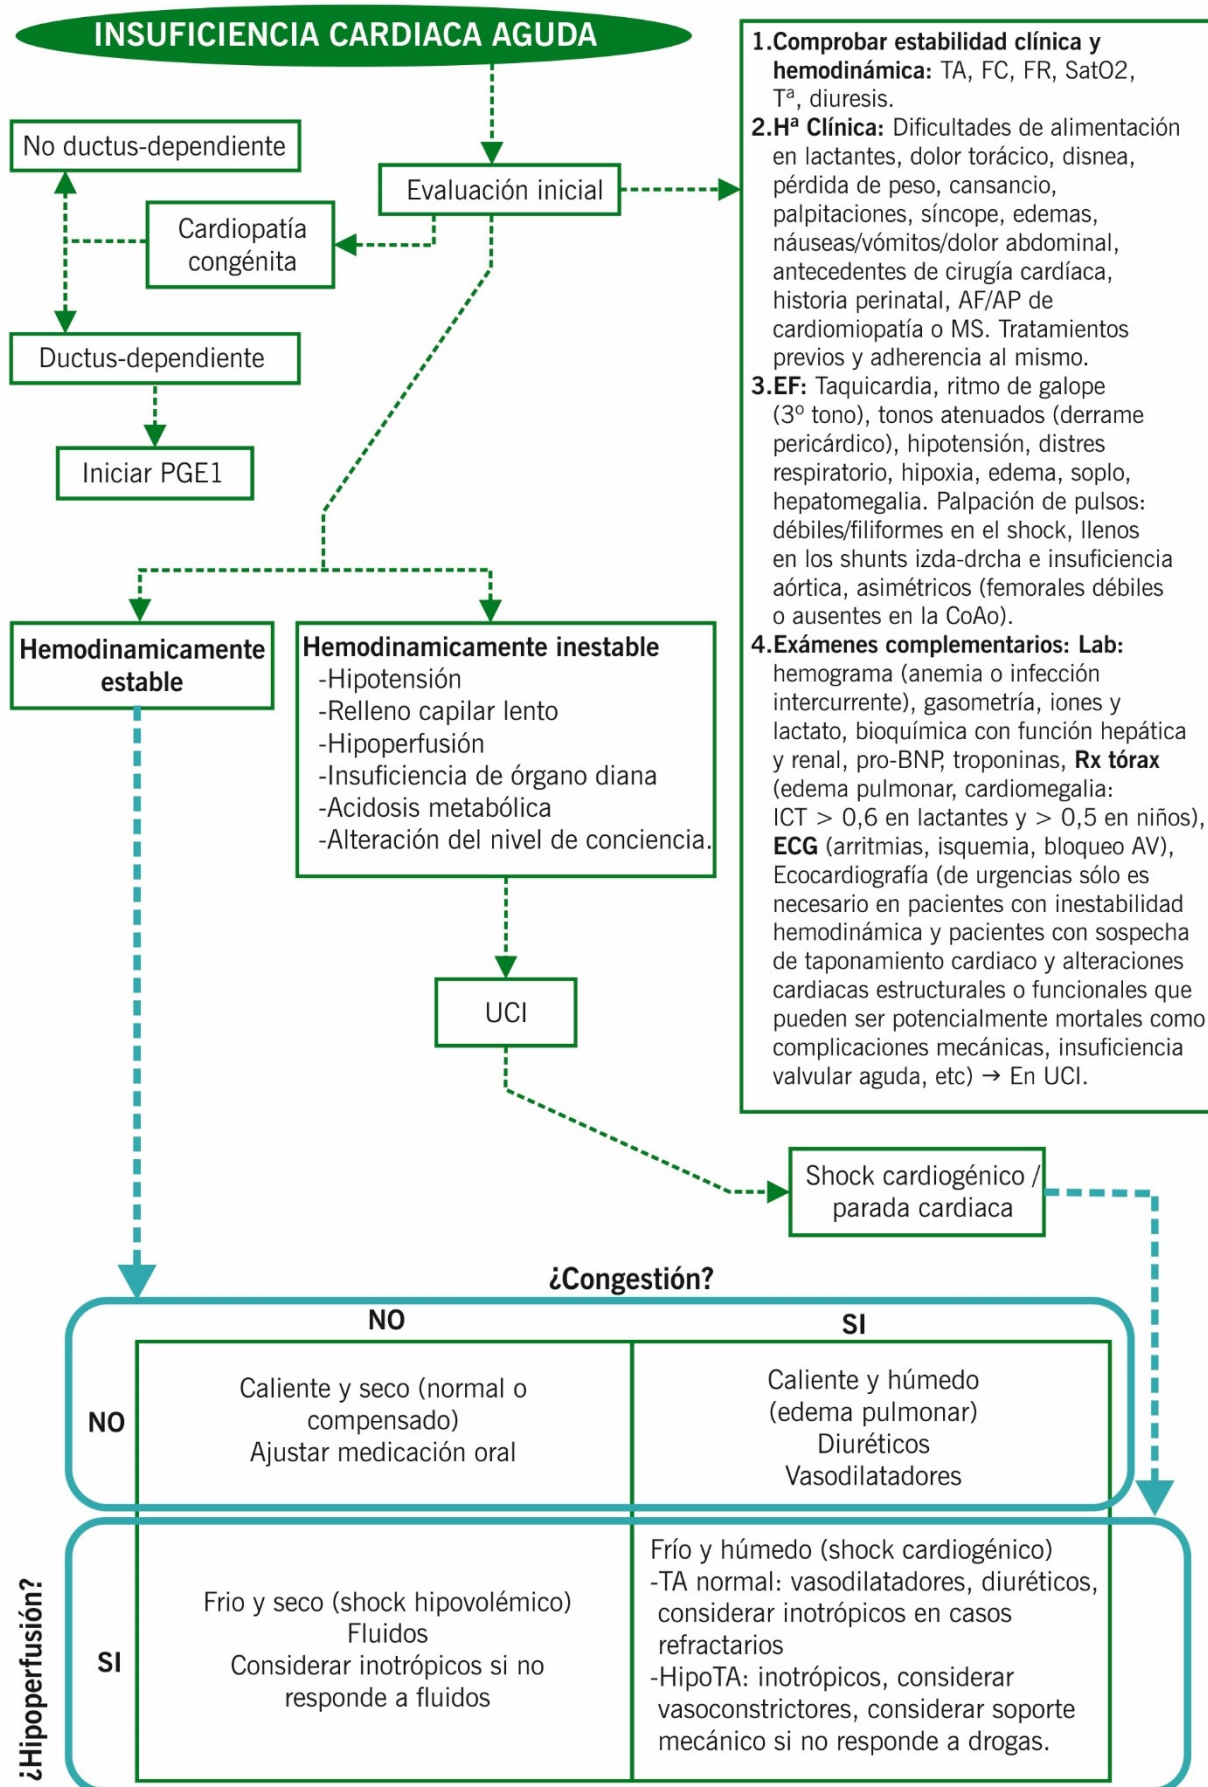 INSUFICIENCIA CARDIACA AGUDA
No ductus-dependiente
Evaluación inicial
Cardiopatía
congénita
Ductus-dependiente
Iniciar PGE1
1.Comprobar estabilidad clínica y
hemodinámica: TA, FC, FR, SatO2,
Tª, diuresis.
2.Hª Clínica: Dificultades de alimentación
en lactantes, dolor torácico, disnea,
pérdida de peso, cansancio,
palpitaciones, síncope, edemas,
náuseas/vómitos/dolor abdominal,
antecedentes de cirugía cardíaca,
historia perinatal, AF/AP de
cardiomiopatía o MS. Tratamientos
previos y adherencia al mismo.
3.EF: Taquicardia, ritmo de galope
(3º tono), tonos atenuados (derrame
pericárdico), hipotensión, distres
respiratorio, hipoxia, edema, soplo,
hepatomegalia. Palpación de pulsos:
débiles/filiformes en el shock, llenos
en los shunts izda-drcha e insuficiencia
aórtica, asimétricos (femorales débiles
o ausentes en la CoAo).
4.Exámenes complementarios: Lab:
hemograma (anemia o infección
intercurrente), gasometría, iones y
lactato, bioquímica con función hepática
y renal, pro-BNP, troponinas, Rx tórax
(edema pulmonar, cardiomegalia:
ICT > 0,6 en lactantes y > 0,5 en niños),
ECG (arritmias, isquemia, bloqueo AV),
Ecocardiografía (de urgencias sólo es
necesario en pacientes con inestabilidad
hemodinámica y pacientes con sospecha
de taponamiento cardiaco y alteraciones
cardiacas estructurales o funcionales que
pueden ser potencialmente mortales como
complicaciones mecánicas, insuficiencia
valvular aguda, etc) → En UCI.
Hemodinamicamente
estable
Hemodinamicamente inestable
-Hipotensión
-Relleno capilar lento
-Hipoperfusión
-Insuficiencia de órgano diana
-Acidosis metabólica
-Alteración del nivel de conciencia.
UCI
Shock cardiogénico /
parada cardiaca
¿Congestión?
NO
SI
¿Hipoperfusión?
NO
Caliente y seco (normal o
compensado)
Ajustar medicación oral
Caliente y húmedo
(edema pulmonar)
Diuréticos
Vasodilatadores
SI
Frio y seco (shock hipovolémico)
Fluidos
Considerar inotrópicos si no
responde a fluidos
Frío y húmedo (shock cardiogénico)
-TA normal: vasodilatadores, diuréticos,
considerar inotrópicos en casos
refractarios
-HipoTA: inotrópicos, considerar
vasoconstrictores, considerar soporte
mecánico si no responde a drogas.